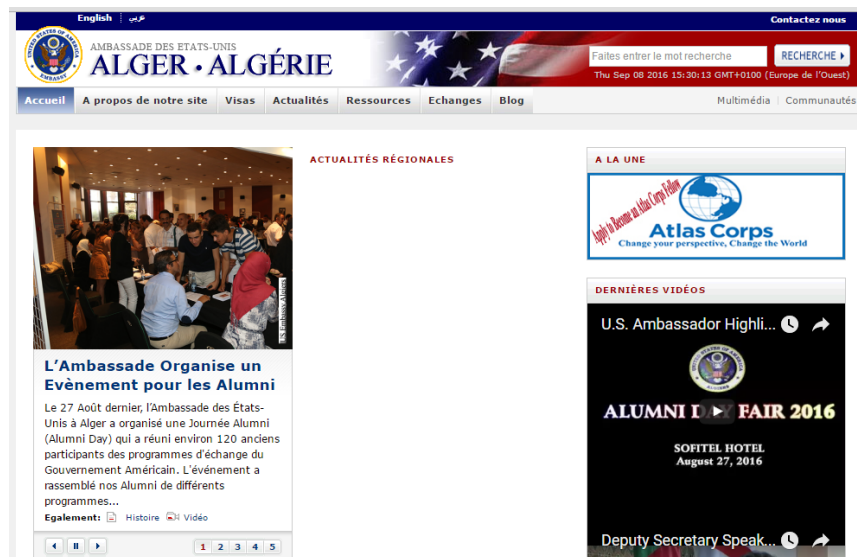 English عربي
Contactez nous
AMBASSADE DES ETATS-UNIS
ALGER • ALGÉRIE
Faites entrer le mot recherche
RECHERCHE
Thu Sep 08 2016 15:30:13 GMT+0100 (Europe de l'Ouest)
Accueil A propos de notre site Visas Actualités Ressources Echanges Blog
Multimédia Communautés
US Embassy Algiers
L'Ambassade Organise un
Evènement pour les Alumni
Le 27 Août dernier, l'Ambassade des États-
Unis à Alger a organisé une Journée Alumni
(Alumni Day) qui a réuni environ 120 anciens
participants des programmes d'échange du
Gouvernement Américain. L'événement a
rassemblé nos Alumni de différents
programmes...
Egalement: Histoire Vidéo
1 2 3 4 5
ACTUALITÉS RÉGIONALES
A LA UNE
Apply to Become an Atlas Corps Fellow
Atlas Corps
Change your perspective, Change the World
DERNIÈRES VIDÉOS
U.S. Ambassador Highli...
ALUMNI DAY FAIR 2016
SOFITEL HOTEL
August 27, 2016
Deputy Secretary Speak...